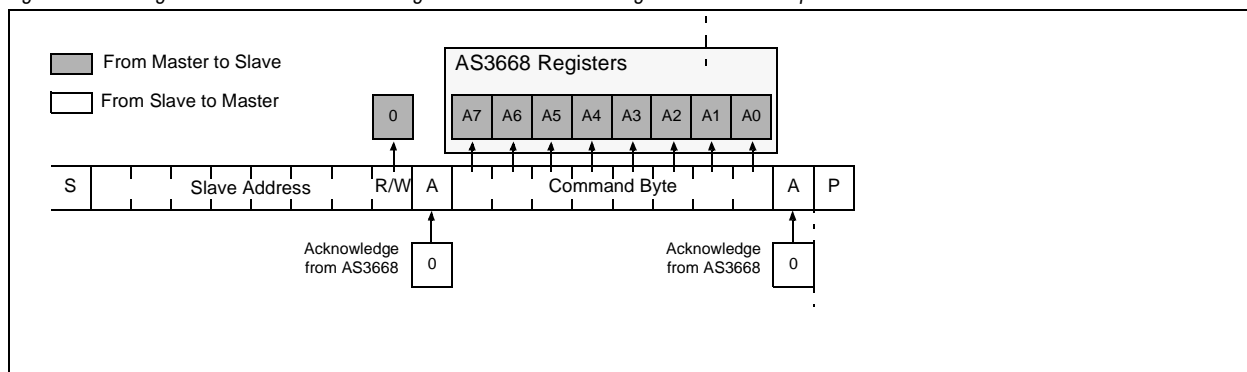 From Master to Slave
From Slave to Master
AS3668 Registers
0
A7 A6 A5 A4 A3 A2 A1 A0
S Slave Address R/W A Command Byte A P
Acknowledge
from AS3668
0
Acknowledge
from AS3668
0